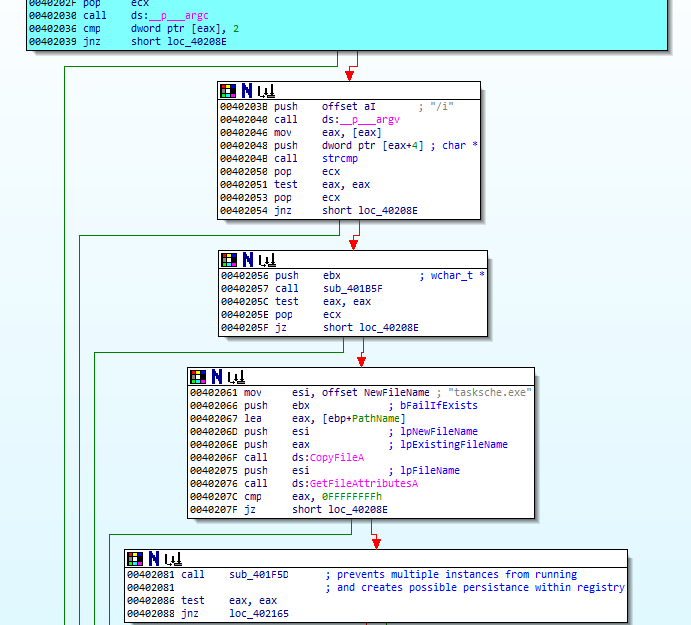 0040202F pop ecx
00402030 call ds:__p___argc
00402036 cmp dword ptr [eax], 2
00402039 jnz short loc_40208E
0040203B push offset aI ; "/i"
00402040 call ds:__p___argv
00402046 mov eax, [eax]
00402048 push dword ptr [eax+4] ; char *
0040204B call strcmp
00402050 pop ecx
00402051 test eax, eax
00402053 pop ecx
00402054 jnz short loc_40208E
00402056 push ebx ; wchar_t *
00402057 call sub_401B5F
0040205C test eax, eax
0040205E pop ecx
0040205F jz short loc_40208E
00402061 mov esi, offset NewFileName ; "tasksche.exe"
00402066 push ebx ; bFailIfExists
00402067 lea eax, [ebp+PathName]
0040206D push esi ; lpNewFileName
0040206E push eax ; lpExistingFileName
0040206F call ds:CopyFileA
00402075 push esi ; lpFileName
00402076 call ds:GetFileAttributesA
0040207C cmp eax, 0FFFFFFFFh
0040207F jz short loc_40208E
00402081 call sub_401F5D ; prevents multiple instances from running
00402081 ; and creates possible persistance within registry
00402086 test eax, eax
00402088 jnz loc_402165